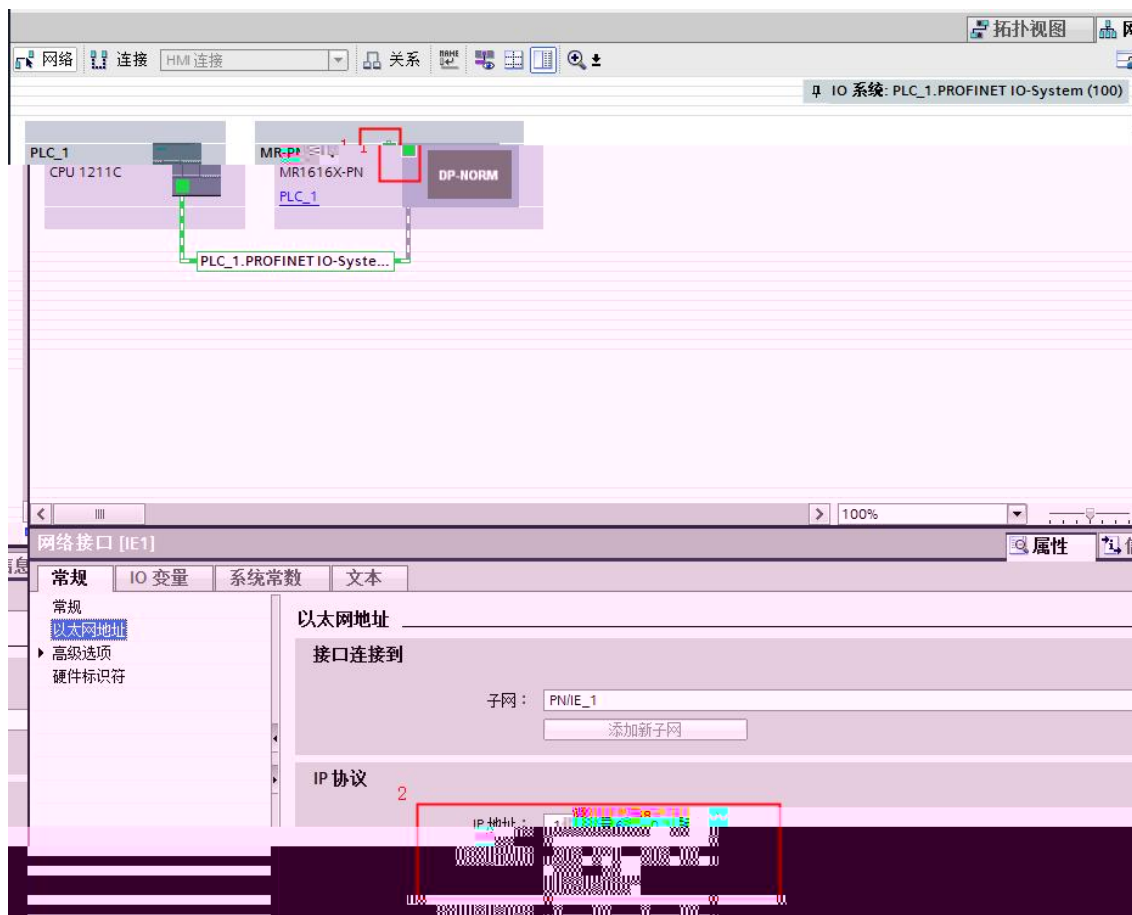 拓扑视图
网络 连接 HMI 连接 关系
IO 系统: PLC_1.PROFINET IO-System (100)
PLC_1
CPU 1211C
MR1616X-PN
DP-NORM
PLC_1
1
PLC_1.PROFINET IO-Syste...
100%
网络接口 [IE1]
属性
常规 IO 变量 系统常数 文本
常规
以太网地址
高级选项
硬件标识符
以太网地址
接口连接到
子网：
PN/IE_1
添加新子网
IP 协议
2
IP 地址：